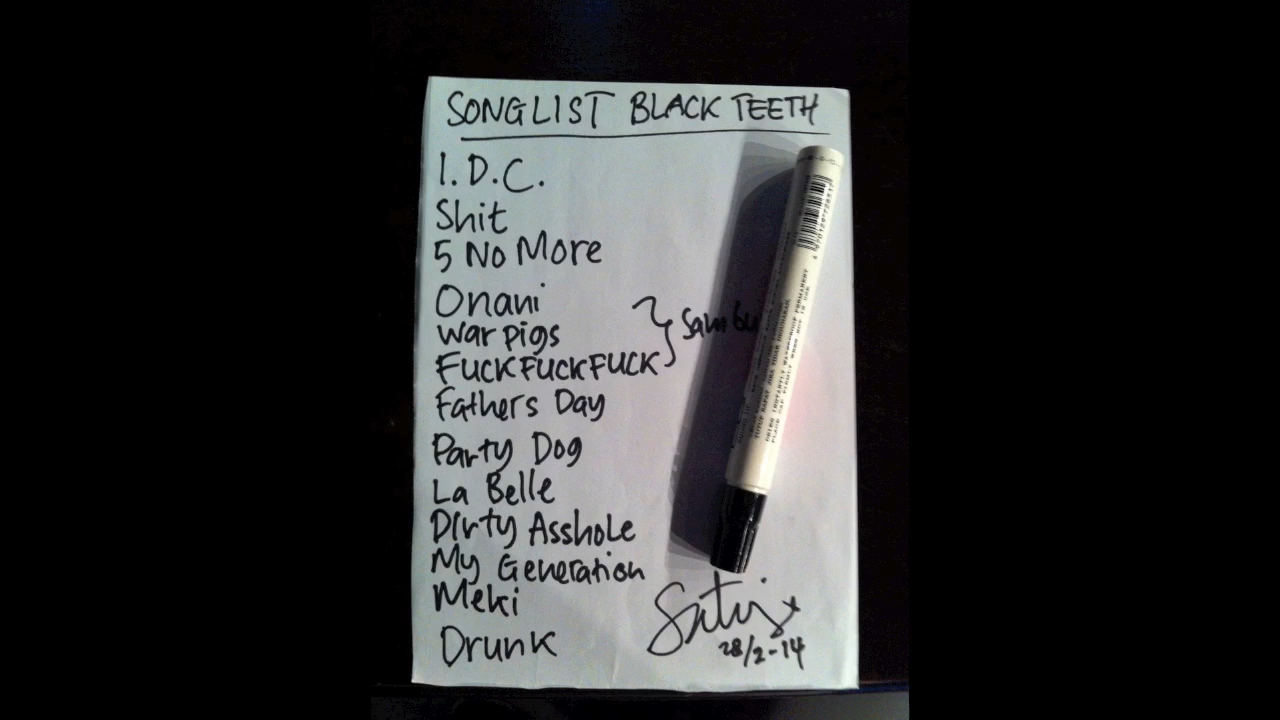 SONGLIST BLACK TEETH
I.D.C.
Shit
5 No More
Onani
War pigs
FUCKFUCKFUCK
Fathers Day
Party Dog
La Belle
Dirty Asshole
My Generation
Meki
Drunk
28/2-14